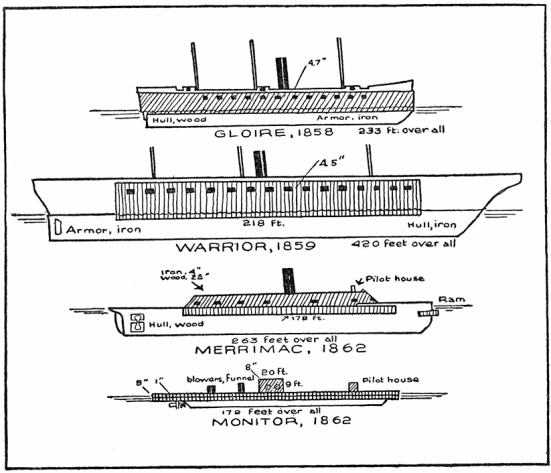 4.7"
Hull, wood Armor, iron
GLOIRE, 1858 233 ft. over all
4.5"
218 ft.
Armor, iron Hull, iron
WARRIOR, 1859 420 feet over all
Iron, 4"
Wood, 22"
Pilot house
Ram
178 ft.
Hull, wood
263 feet over all
MERRIMAC, 1862
8" 20 ft.
blowers, funnel 9 ft. Pilot house
8" 1"
172 feet over all
MONITOR, 1862